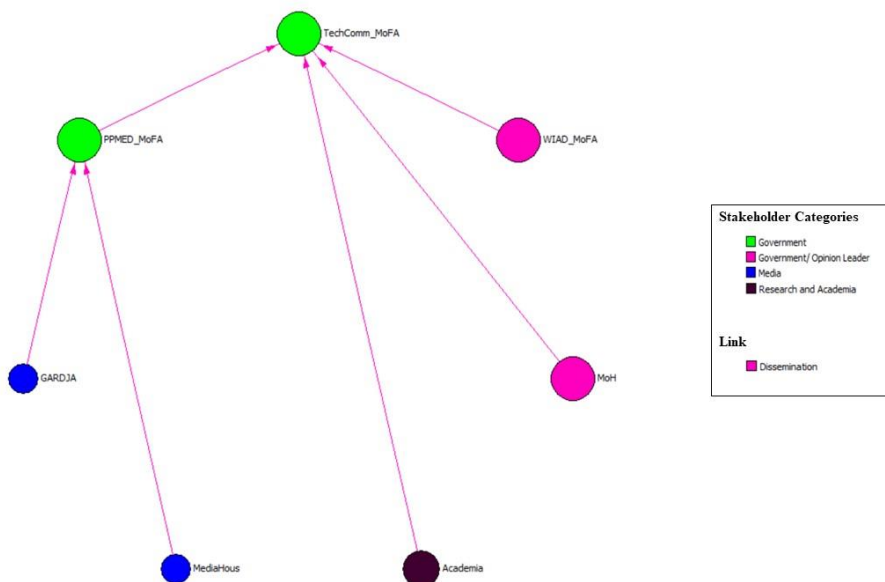 TechComm_MoFA
PPMED_MoFA
WIAD_MoFA
GARDJA
MoH
MediaHous
Academia
Stakeholder Categories
Government
Government/ Opinion Leader
Media
Research and Academia
Link
Dissemination